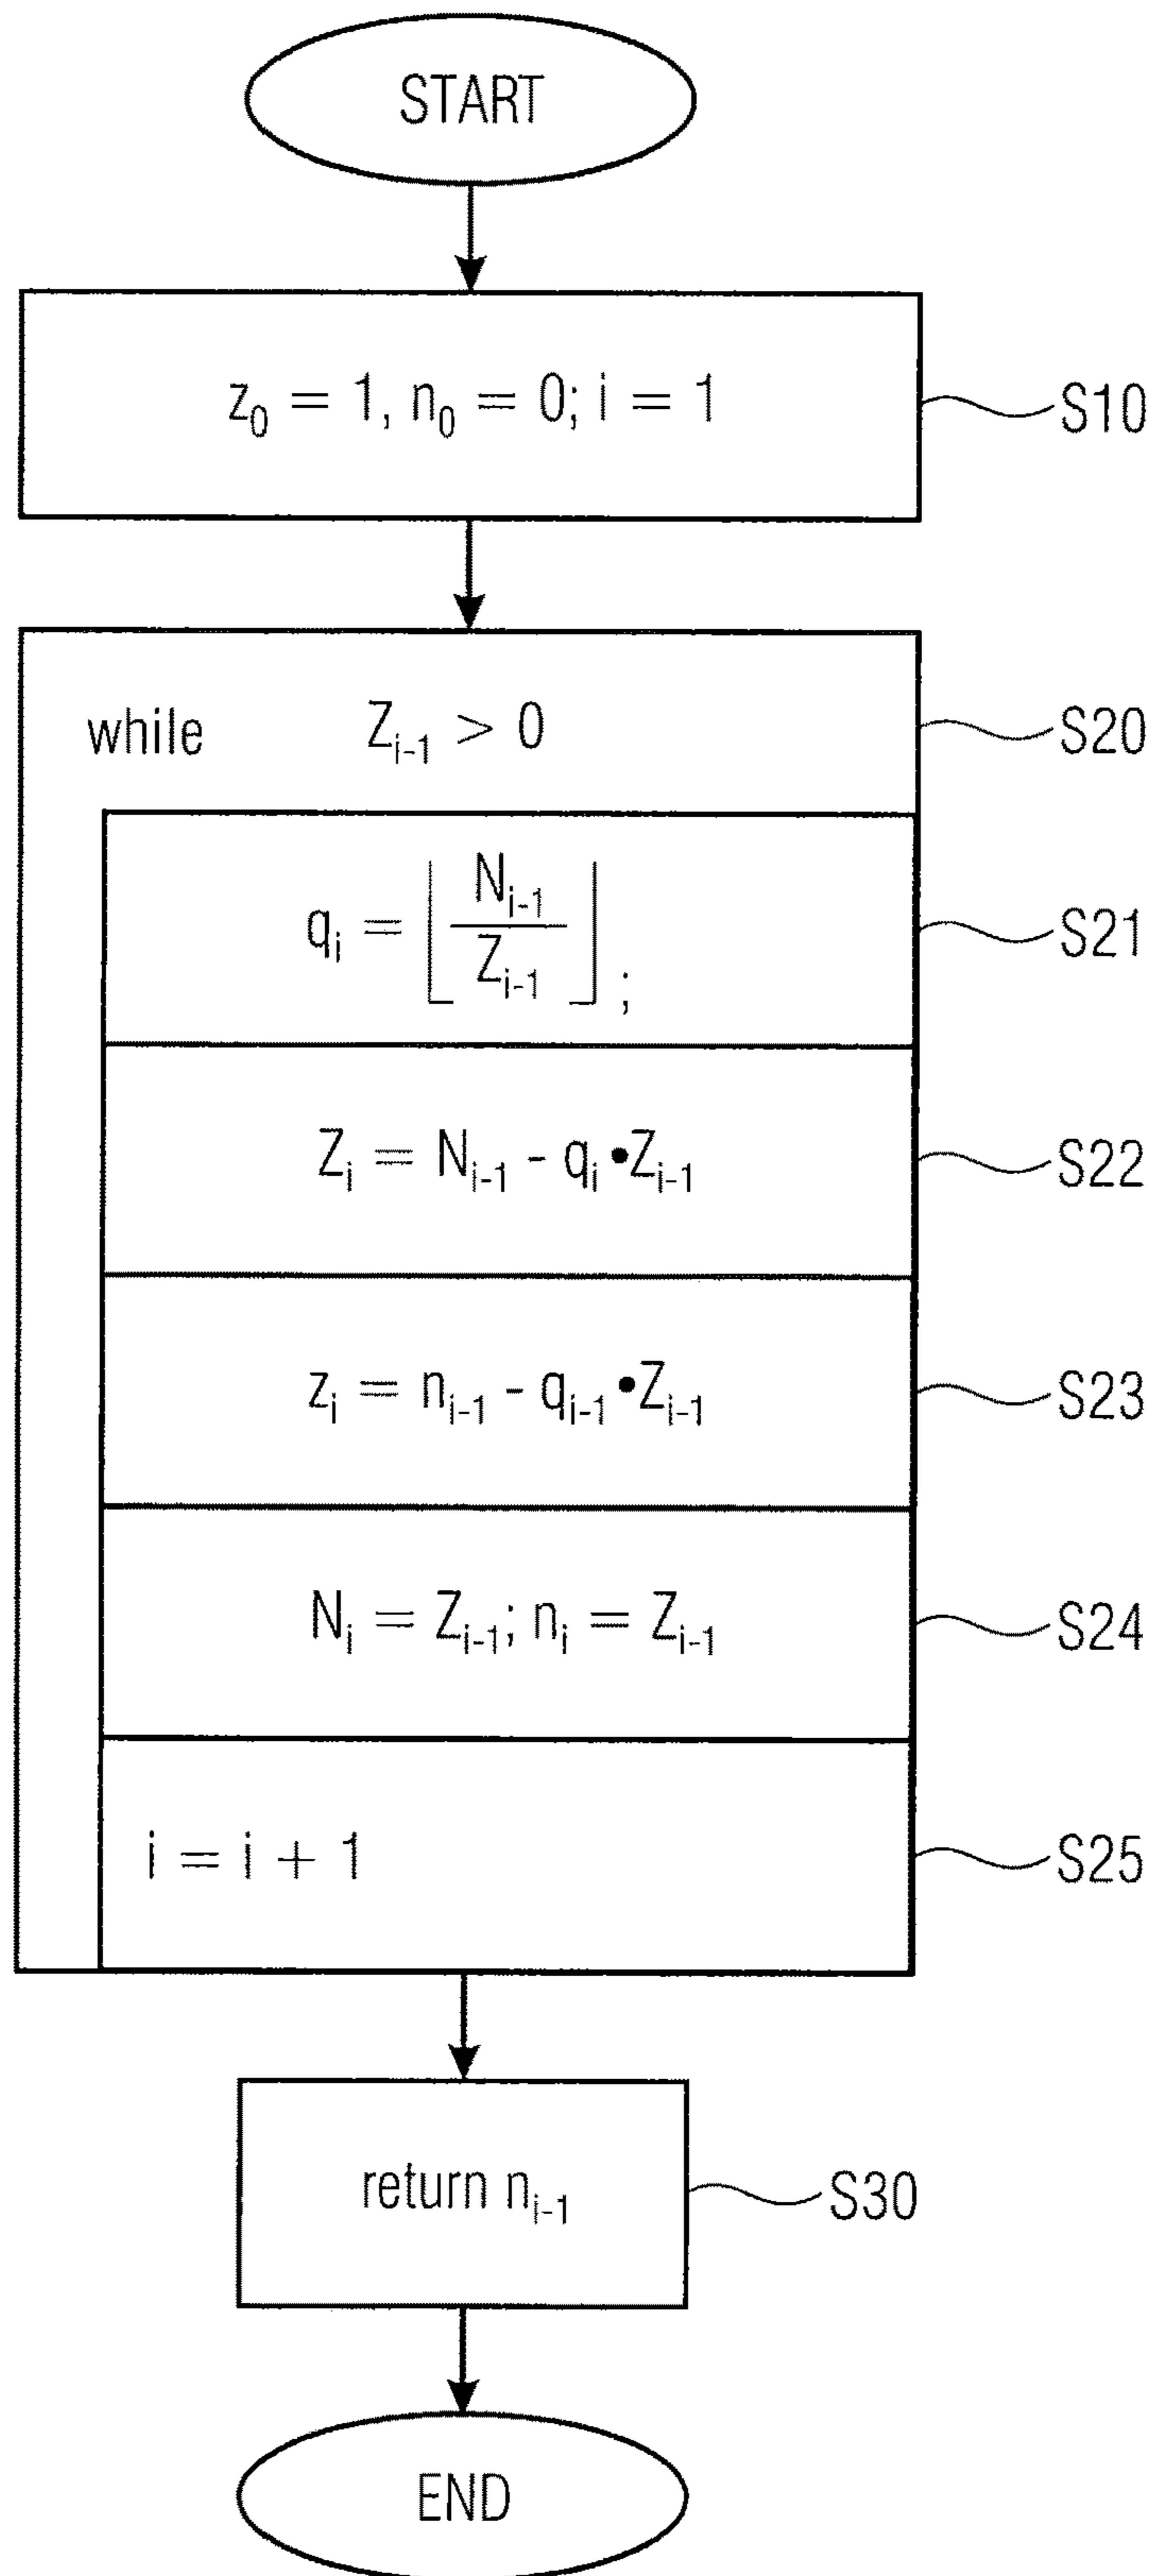 START
z₀ = 1, n₀ = 0; i = 1
S10
while Zᵢ₋₁ > 0
S20
qᵢ = ⌊Nᵢ₋₁ / Zᵢ₋₁⌋;
S21
Zᵢ = Nᵢ₋₁ - qᵢ •Zᵢ₋₁
S22
zᵢ = nᵢ₋₁ - qᵢ₋₁ •Zᵢ₋₁
S23
Nᵢ = Zᵢ₋₁; nᵢ = Zᵢ₋₁
S24
i = i + 1
S25
return nᵢ₋₁
S30
END